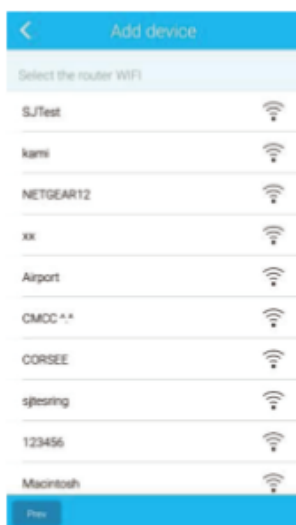 Add device
Select the router WIFI
SJTest
kami
NETGEAR12
xx
Airport
CMCC ^.^
CORSEE
sjtesring
123456
Macintosh
Prev